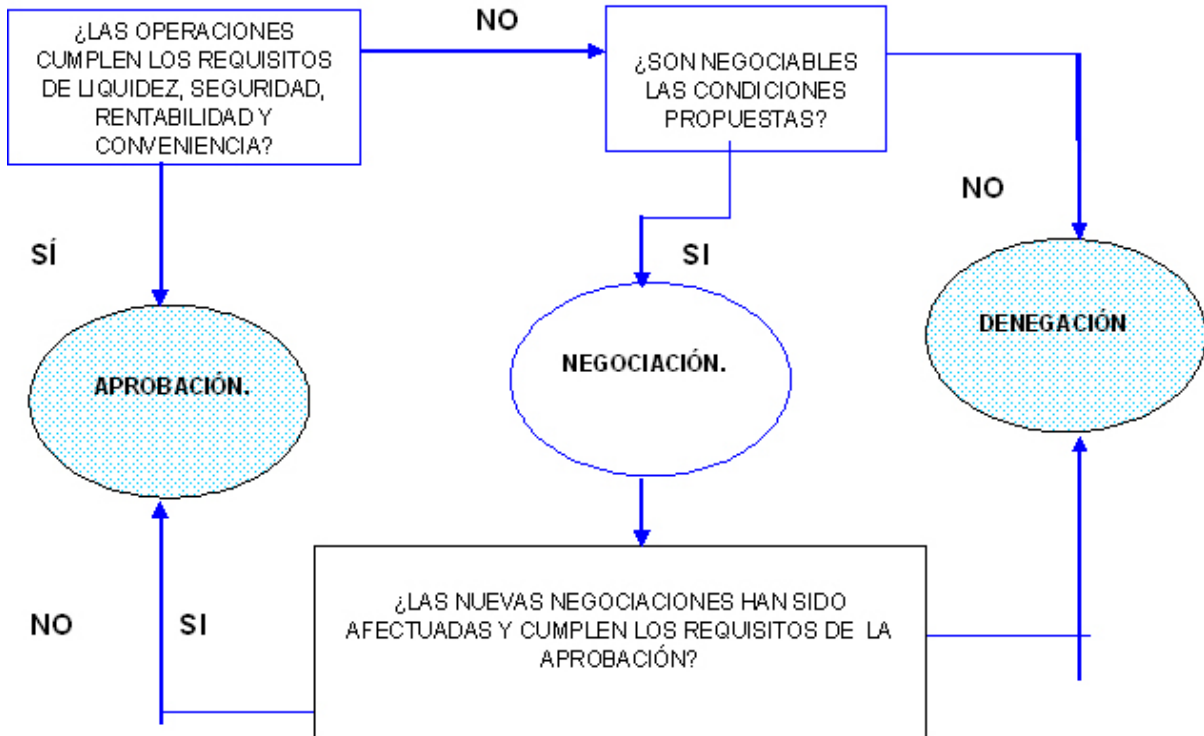 ¿LAS OPERACIONES
CUMPLEN LOS REQUISITOS
DE LIQUIDEZ, SEGURIDAD,
RENTABILIDAD Y
CONVENIENCIA?
NO
¿SON NEGOCIABLES
LAS CONDICIONES
PROPUESTAS?
NO
SÍ
SI
APROBACIÓN.
NEGOCIACIÓN.
DENEGACIÓN
¿LAS NUEVAS NEGOCIACIONES HAN SIDO
AFECTUADAS Y CUMPLEN LOS REQUISITOS DE LA
APROBACIÓN?
NO
SI